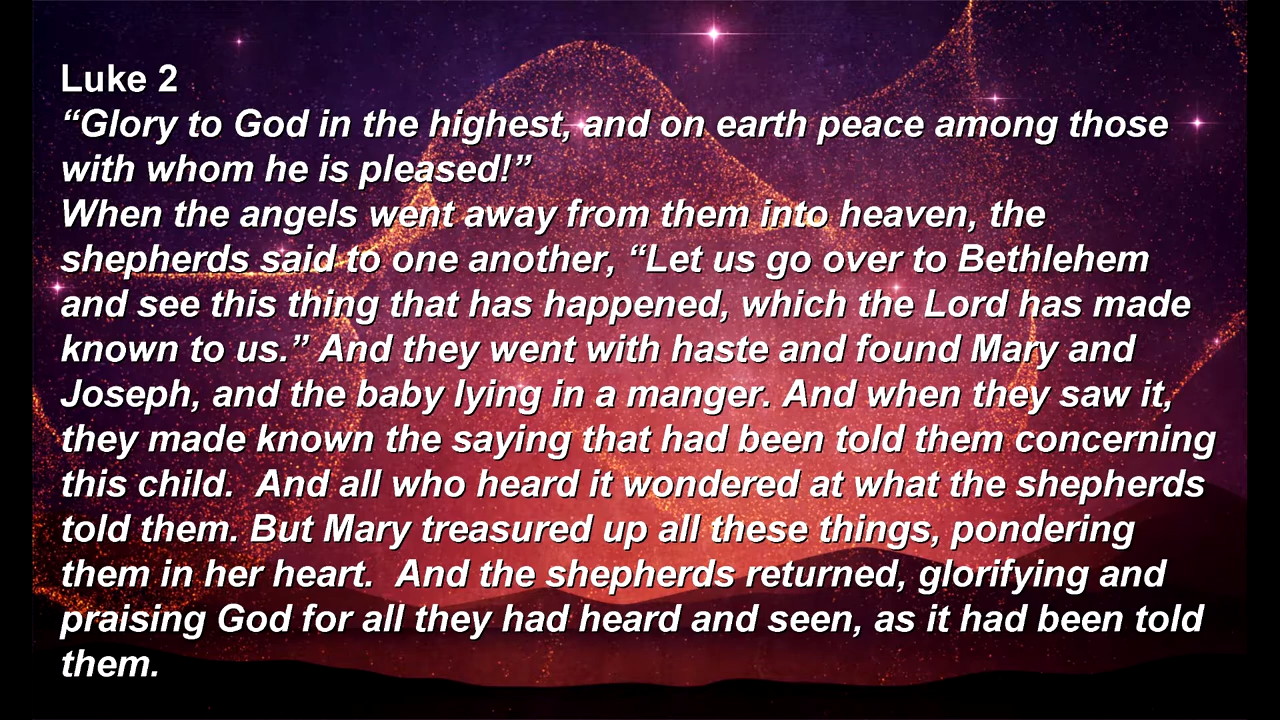 Luke 2
“Glory to God in the highest, and on earth peace among those
with whom he is pleased!”
When the angels went away from them into heaven, the
shepherds said to one another, “Let us go over to Bethlehem
and see this thing that has happened, which the Lord has made
known to us.” And they went with haste and found Mary and
Joseph, and the baby lying in a manger. And when they saw it,
they made known the saying that had been told them concerning
this child.  And all who heard it wondered at what the shepherds
told them. But Mary treasured up all these things, pondering
them in her heart.  And the shepherds returned, glorifying and
praising God for all they had heard and seen, as it had been told
them.